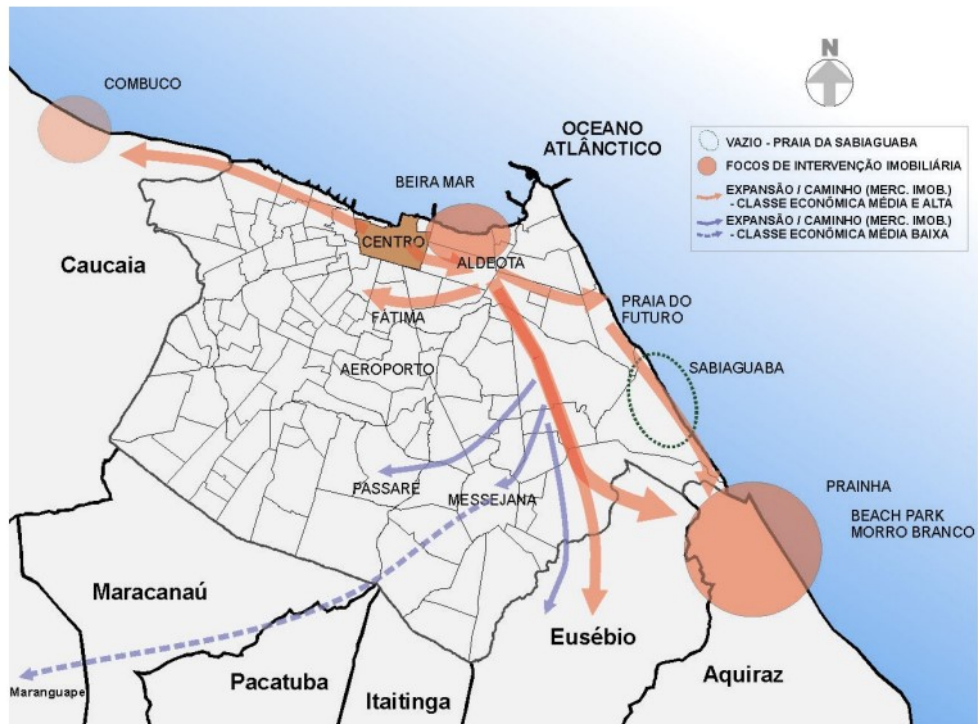 COMBUCO
N
OCEANO
ATLÂNCTICO
BEIRA MAR
VAZIO - PRAIA DA SABIAGUABA
FOCOS DE INTERVENÇÃO IMOBILIÁRIA
EXPANSÃO / CAMINHO (MERC. IMOB.)
- CLASSE ECONÔMICA MÉDIA E ALTA
EXPANSÃO / CAMINHO (MERC. IMOB.)
- CLASSE ECONÔMICA MÉDIA BAIXA
CENTRO
ALDEOTA
Caucaia
FÁTIMA
PRAIA DO
FUTURO
AEROPORTO
SABIAGUABA
PASSARÉ
MESSEJANA
PRAINHA
BEACH PARK
MORRO BRANCO
Maracanaú
Eusébio
Maranguape
Pacatuba
Itaitinga
Aquiraz